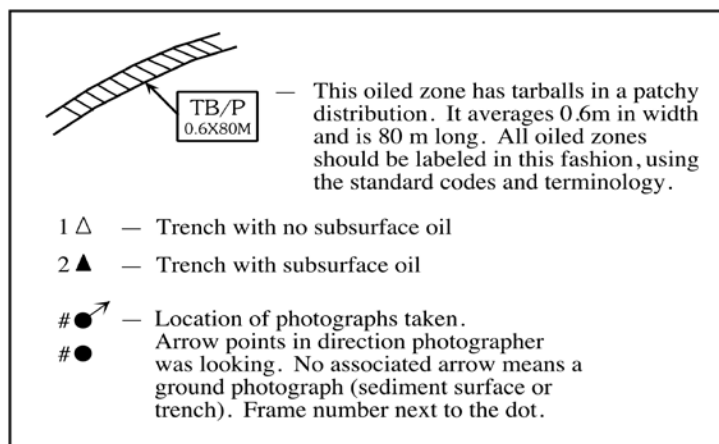 TB/P
0.6X80M
— This oiled zone has tarballs in a patchy
distribution. It averages 0.6m in width
and is 80 m long. All oiled zones
should be labeled in this fashion, using
the standard codes and terminology.
1 △ — Trench with no subsurface oil
2 ▲ — Trench with subsurface oil
#● — Location of photographs taken.
Arrow points in direction photographer
#● was looking. No associated arrow means a
ground photograph (sediment surface or
trench). Frame number next to the dot.